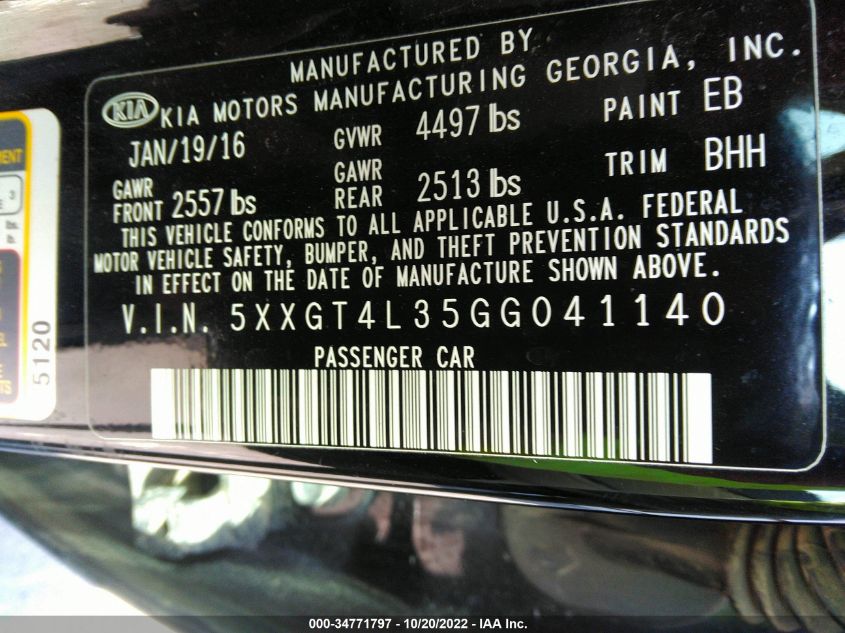 MANUFACTURED BY
KIA KIA MOTORS MANUFACTURING GEORGIA, INC.
JAN/19/16 GVWR 4497 lbs PAINT EB
GAWR FRONT 2557 lbs GAWR REAR 2513 lbs TRIM BHH
THIS VEHICLE CONFORMS TO ALL APPLICABLE U.S.A. FEDERAL
MOTOR VEHICLE SAFETY, BUMPER, AND THEFT PREVENTION STANDARDS
IN EFFECT ON THE DATE OF MANUFACTURE SHOWN ABOVE.
V.I.N. 5XXGT4L35GG041140
PASSENGER CAR
3
lbs.
lb.
5120
000-34771797 - 10/20/2022 - IAA Inc.